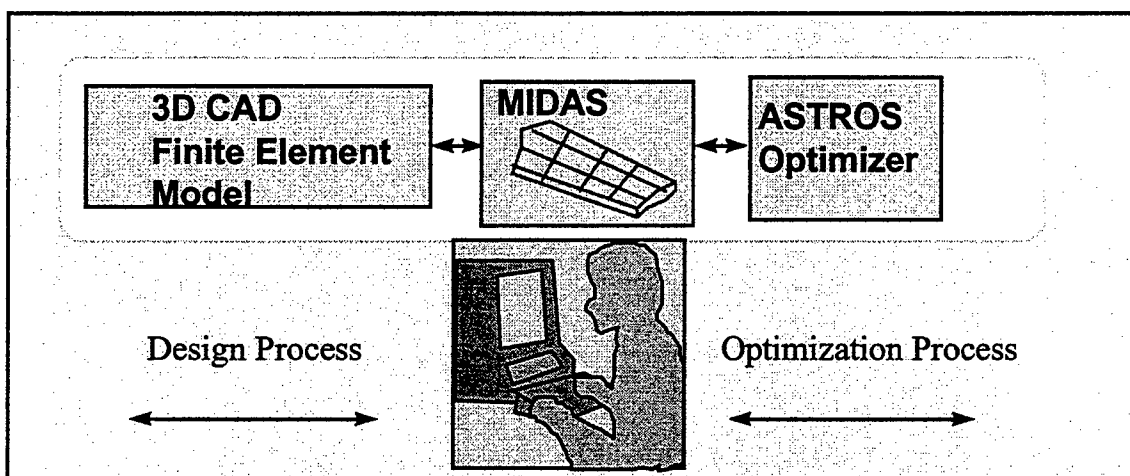 3D CAD
Finite Element
Model
MIDAS
ASTROS
Optimizer
Design Process
Optimization Process